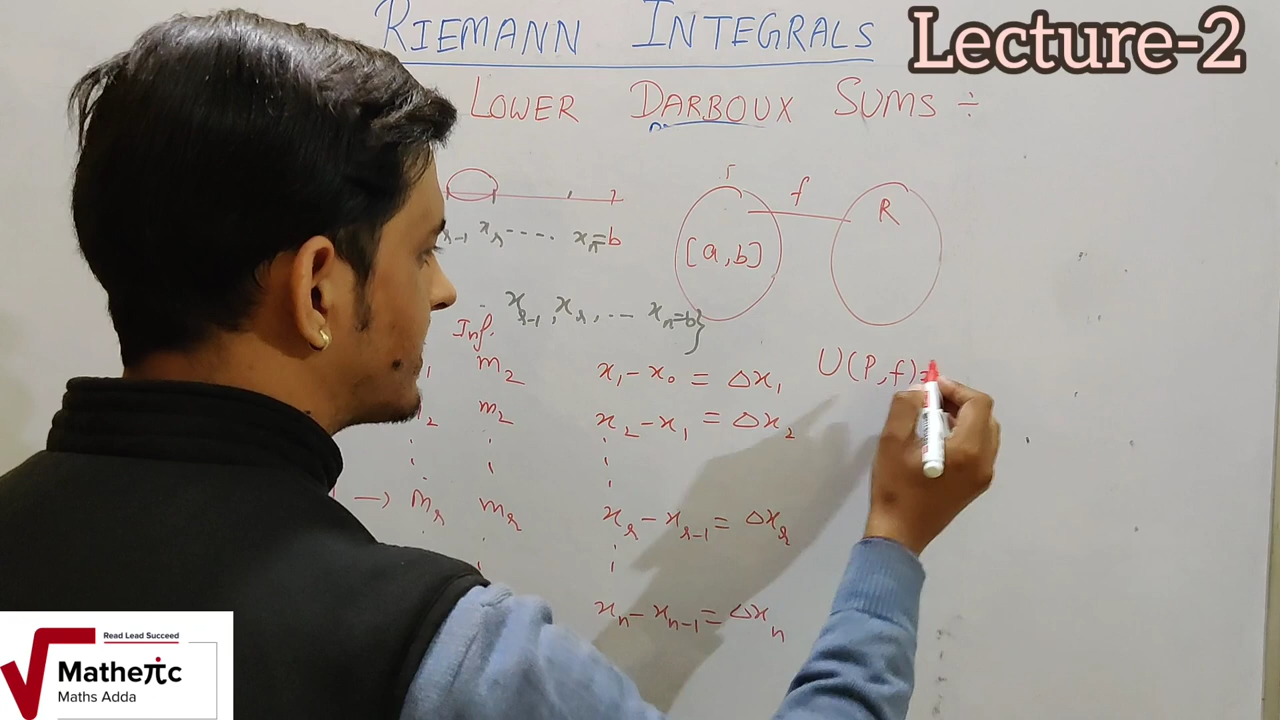 RIEMANN INTEGRALS
Lecture-2
LOWER DARBOUX SUMS ÷
f
R
[a, b]
x_r ---- x_n=b
x_{r-1}, x_r, --- x_n=b}
Inf.
m_2
x_1 - x_0 = Δx_1
U(P, f)=
m_2
x_2 - x_1 = Δx_2
→ m_r m_r
x_r - x_{r-1} = Δx_r
x_n - x_{n-1} = Δx_n
Read Lead Succeed
Matheπc
Maths Adda